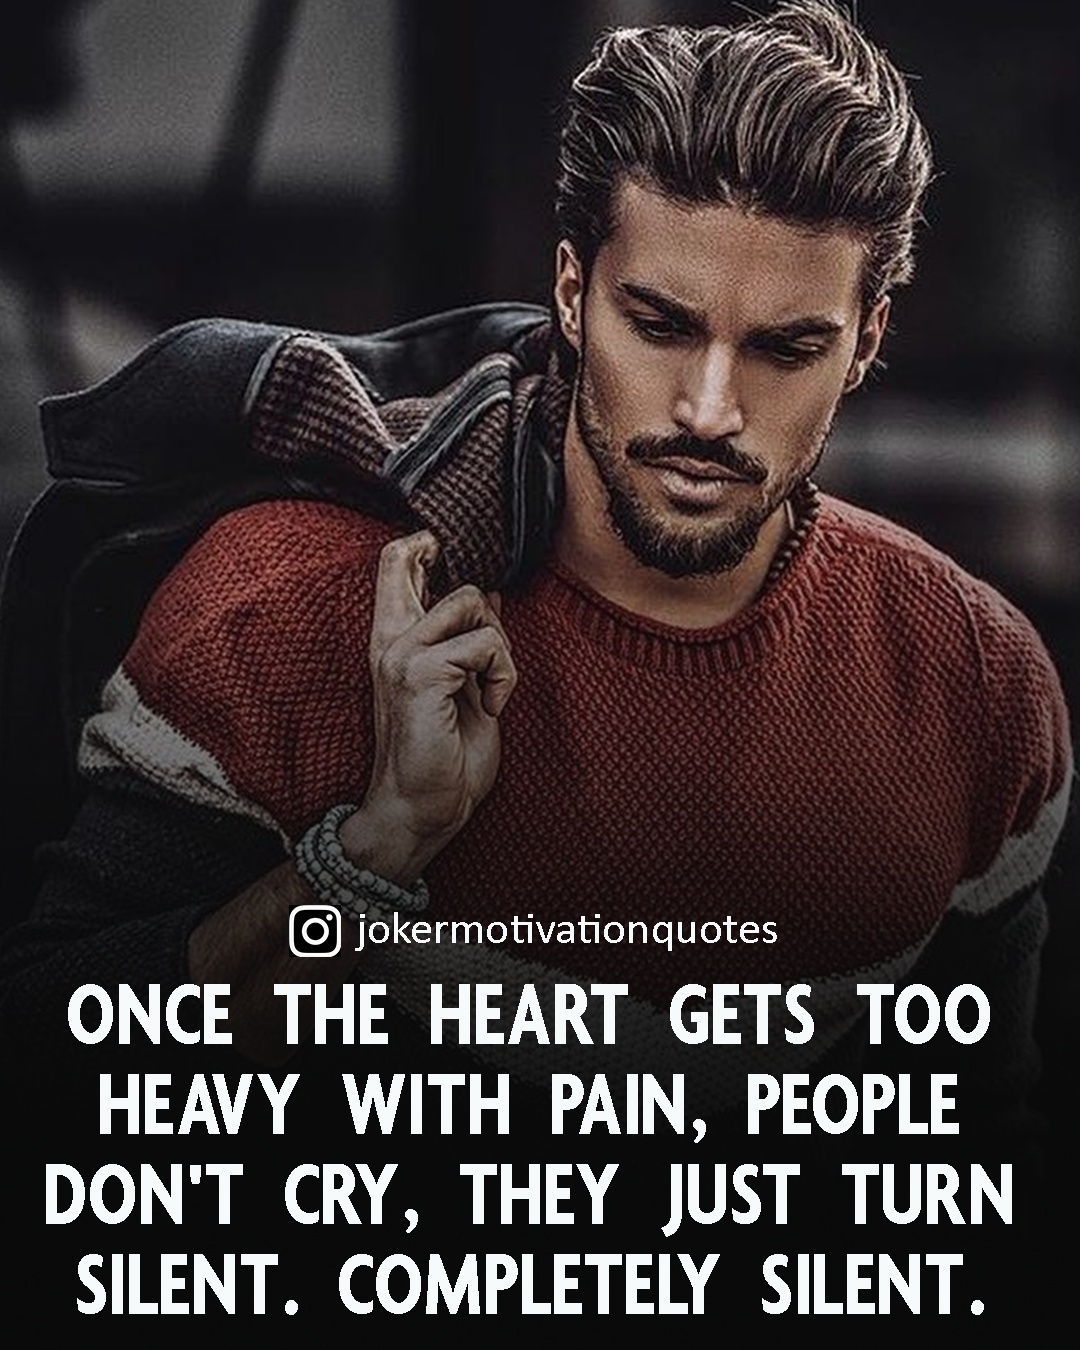 jokermotivationquotes
ONCE THE HEART GETS TOO
HEAVY WITH PAIN, PEOPLE
DON'T CRY, THEY JUST TURN
SILENT. COMPLETELY SILENT.